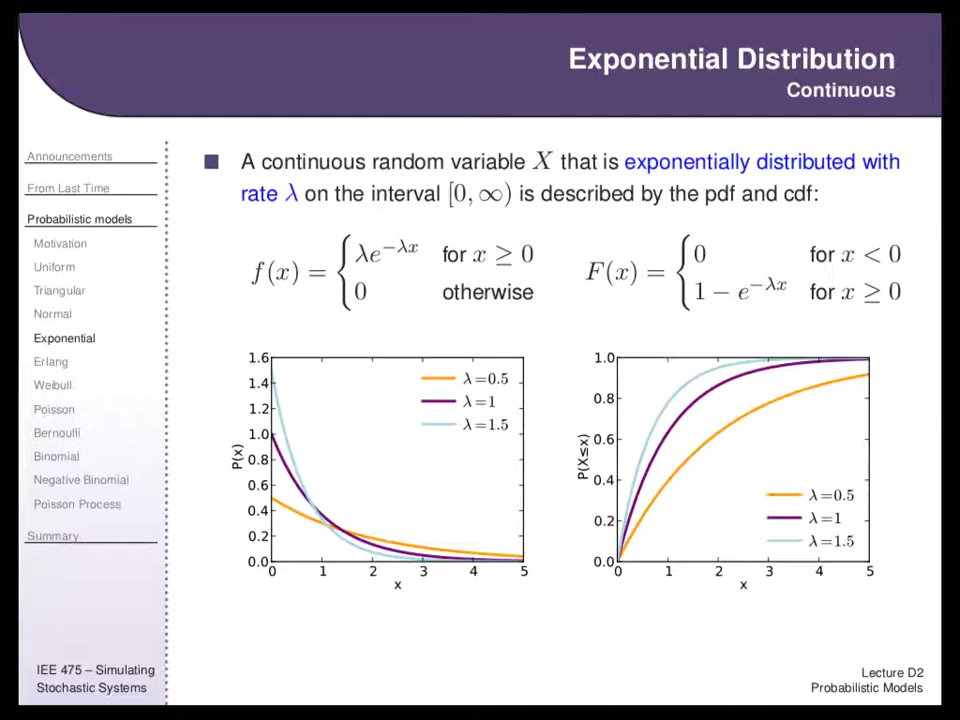 Exponential Distribution
Continuous
Announcements
From Last Time
Probabilistic models
Motivation
Uniform
Triangular
Normal
Exponential
Erlang
Weibull
Poisson
Bernoulli
Binomial
Negative Binomial
Poisson Process
Summary
IEE 475 – Simulating
Stochastic Systems
A continuous random variable X that is exponentially distributed with
rate λ on the interval [0, ∞) is described by the pdf and cdf:
f(x) = { λe^{−λx} for x ≥ 0
0 otherwise
F(x) = { 0 for x < 0
1 − e^{−λx} for x ≥ 0
1.6
1.4
1.2
1.0
0.8
0.6
0.4
0.2
0.0
P(x)
λ=0.5
λ=1
λ=1.5
0 1 2 3 4 5
x
1.0
0.8
0.6
0.4
0.2
0.0
P(X≤x)
λ=0.5
λ=1
λ=1.5
0 1 2 3 4 5
x
Lecture D2
Probabilistic Models